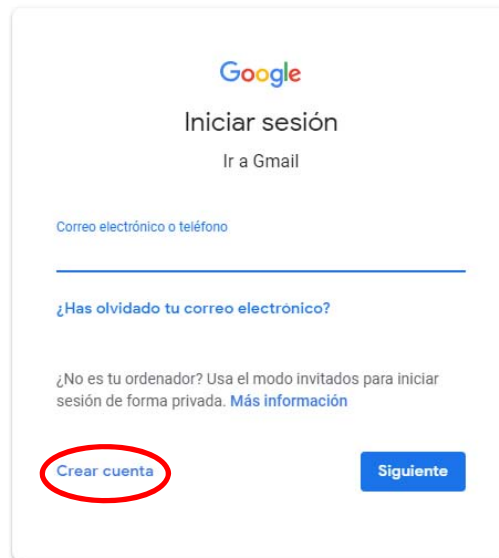 Google
Iniciar sesión
Ir a Gmail
Correo electrónico o teléfono
¿Has olvidado tu correo electrónico?
¿No es tu ordenador? Usa el modo invitados para iniciar
sesión de forma privada. Más información
Crear cuenta
Siguiente